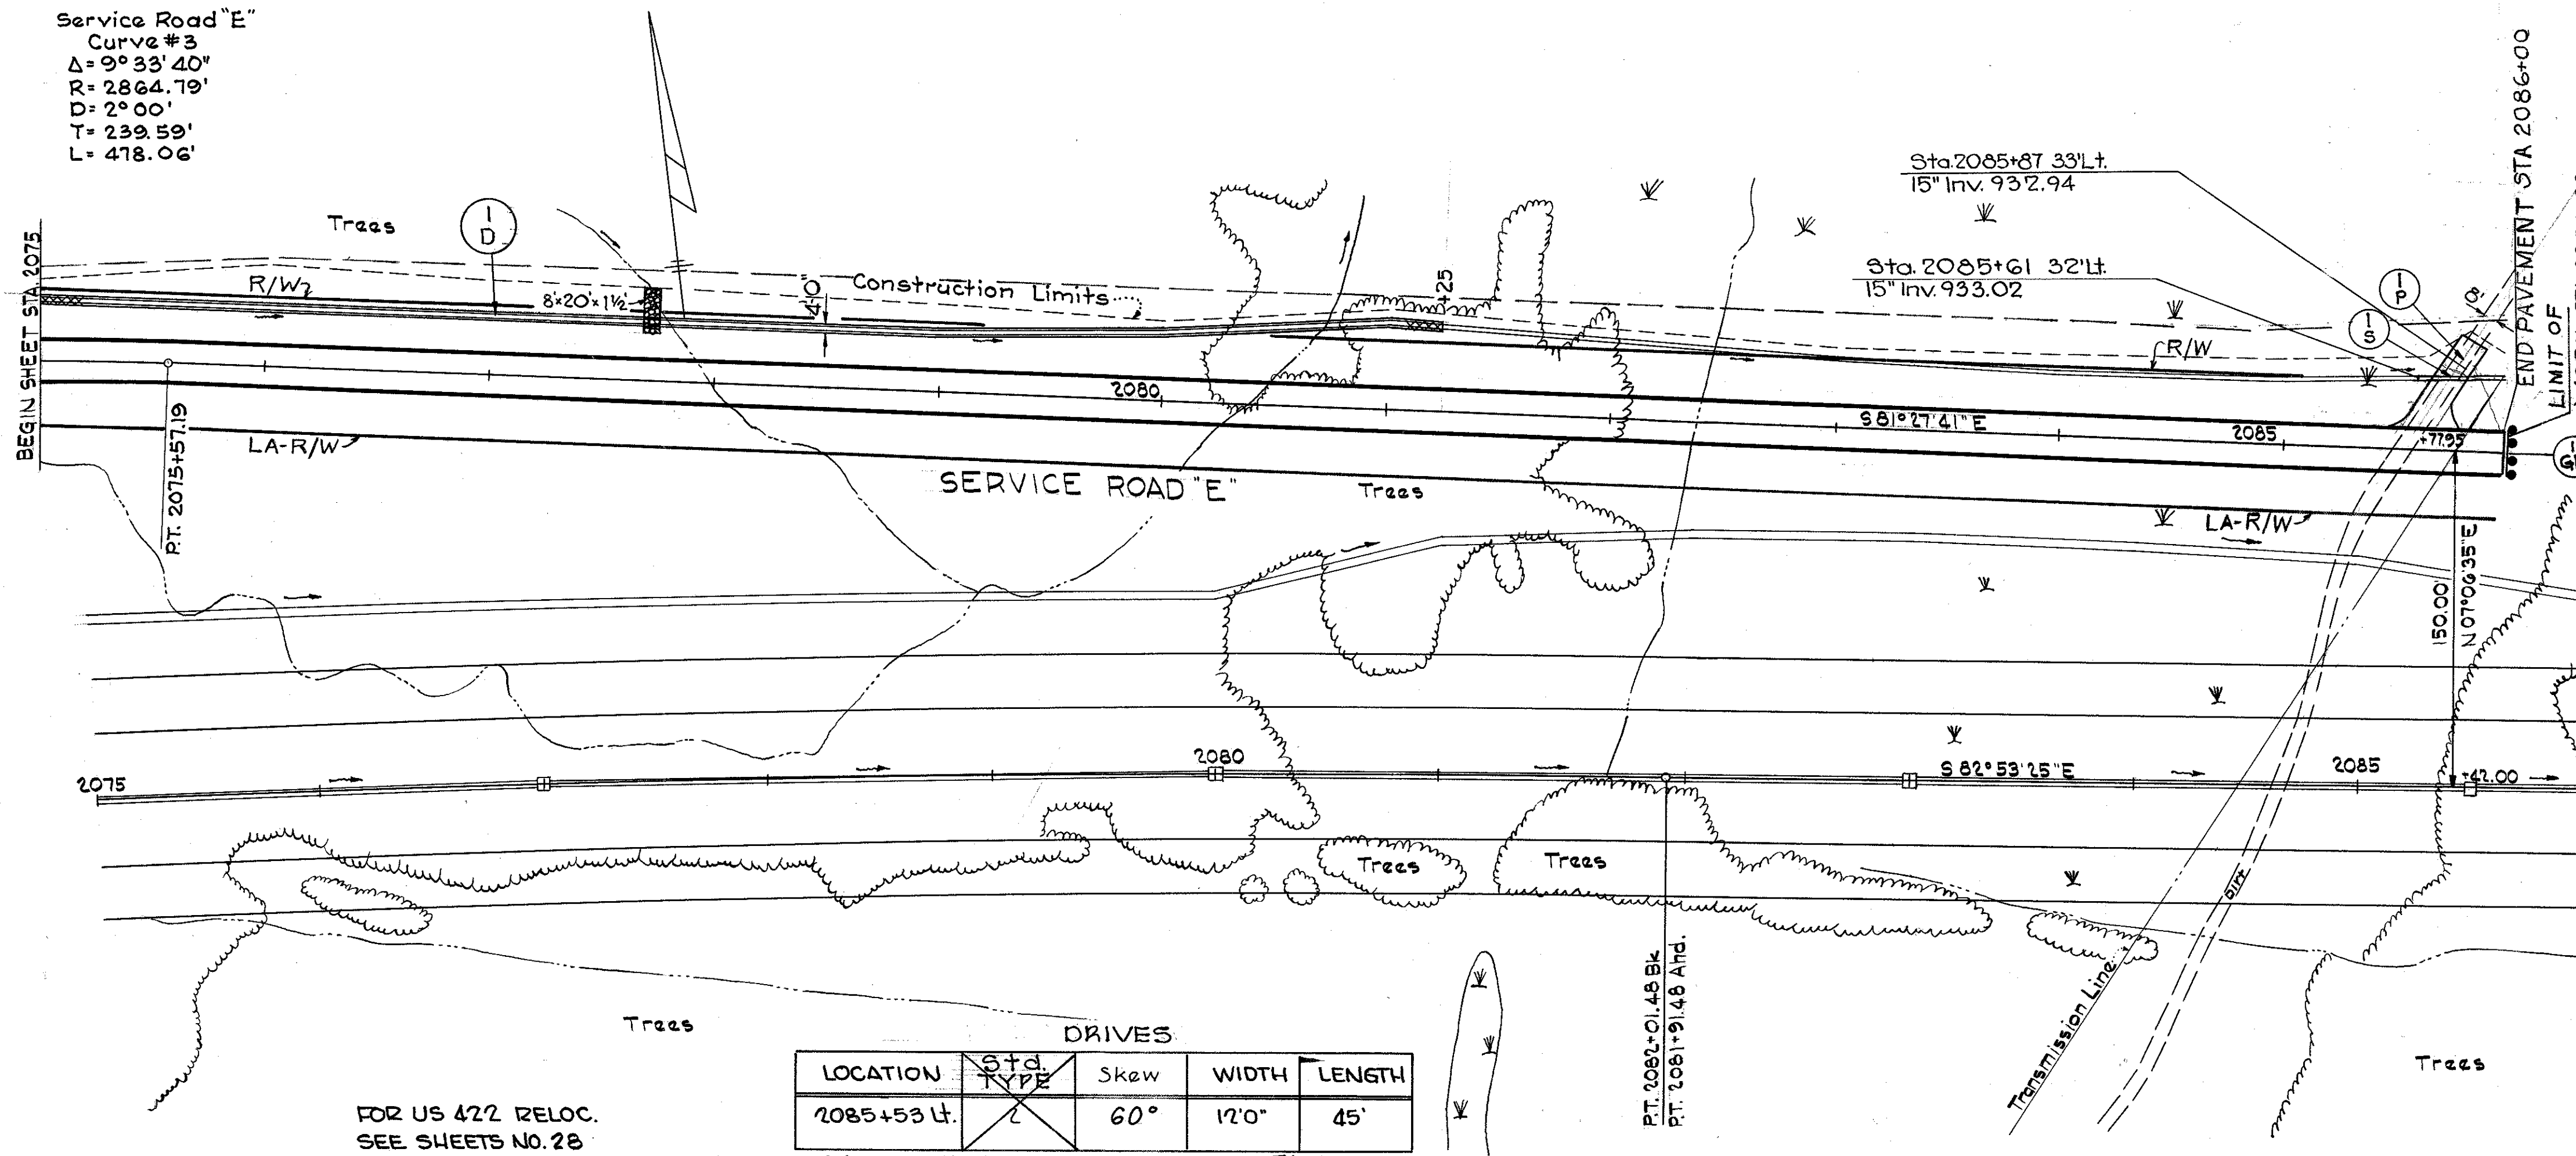 Service Road "E"
Curve #3
Δ= 9° 33' 40"
R= 2864.79'
D= 2° 00'
T= 239.59'
L= 478.06'
BEGIN SHEET STA. 2075
Trees
1
D
R/W
8'x20'x1½'
4'0"
Construction Limits
+25
Sta. 2085+87 33' Lt.
15" Inv. 932.94
Sta. 2085+61 32' Lt.
15" Inv. 933.02
1
P
1
S
8'
R/W
END PAVEMENT STA 2086+00
LIMIT OF
P.T. 2075+57.19
LA-R/W
2080
S 81° 27' 41" E
2085
+77.95
SERVICE ROAD "E"
Trees
LA-R/W
150.00'
N 07° 06' 35" E
2075
2080
S 82° 53' 25" E
2085
+42.00
Trees
Trees
Dirt
Transmission Line
P.T. 2082+01.48 Bk
P.T. 2081+91.48 Ahd.
Trees
Trees
DRIVES
LOCATION Std. TYPE Skew WIDTH LENGTH
2085+53 Lt. 2 60° 12'0" 45'
FOR US 422 RELOC.
SEE SHEETS NO. 28